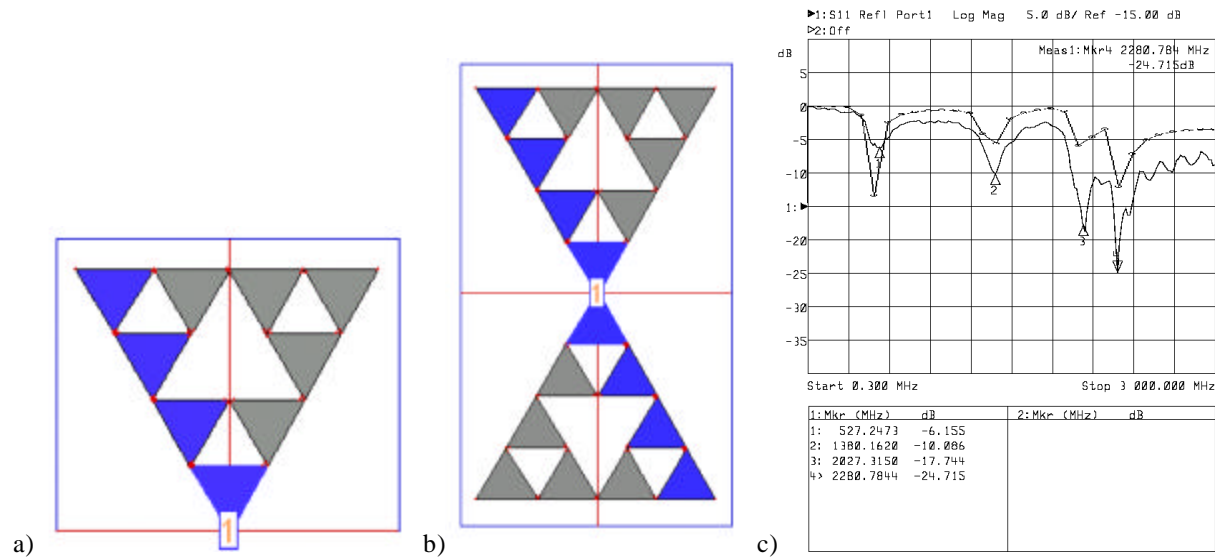 ▶1:S11 Refl Port1 Log Mag 5.0 dB/ Ref -15.00 dB
▷2:Off
dB
Meas1:Mkr4 2280.784 MHz
-24.715dB
5
0
-5
-10
1:▶
-15
-20
-25
-30
-35
1
2
3
1
1
Start 0.300 MHz Stop 3 000.000 MHz
1:Mkr (MHz) dB 2:Mkr (MHz) dB
1: 527.2473 -6.155
2: 1380.1620 -10.086
3: 2027.3150 -17.744
4> 2280.7844 -24.715
a) b) c)